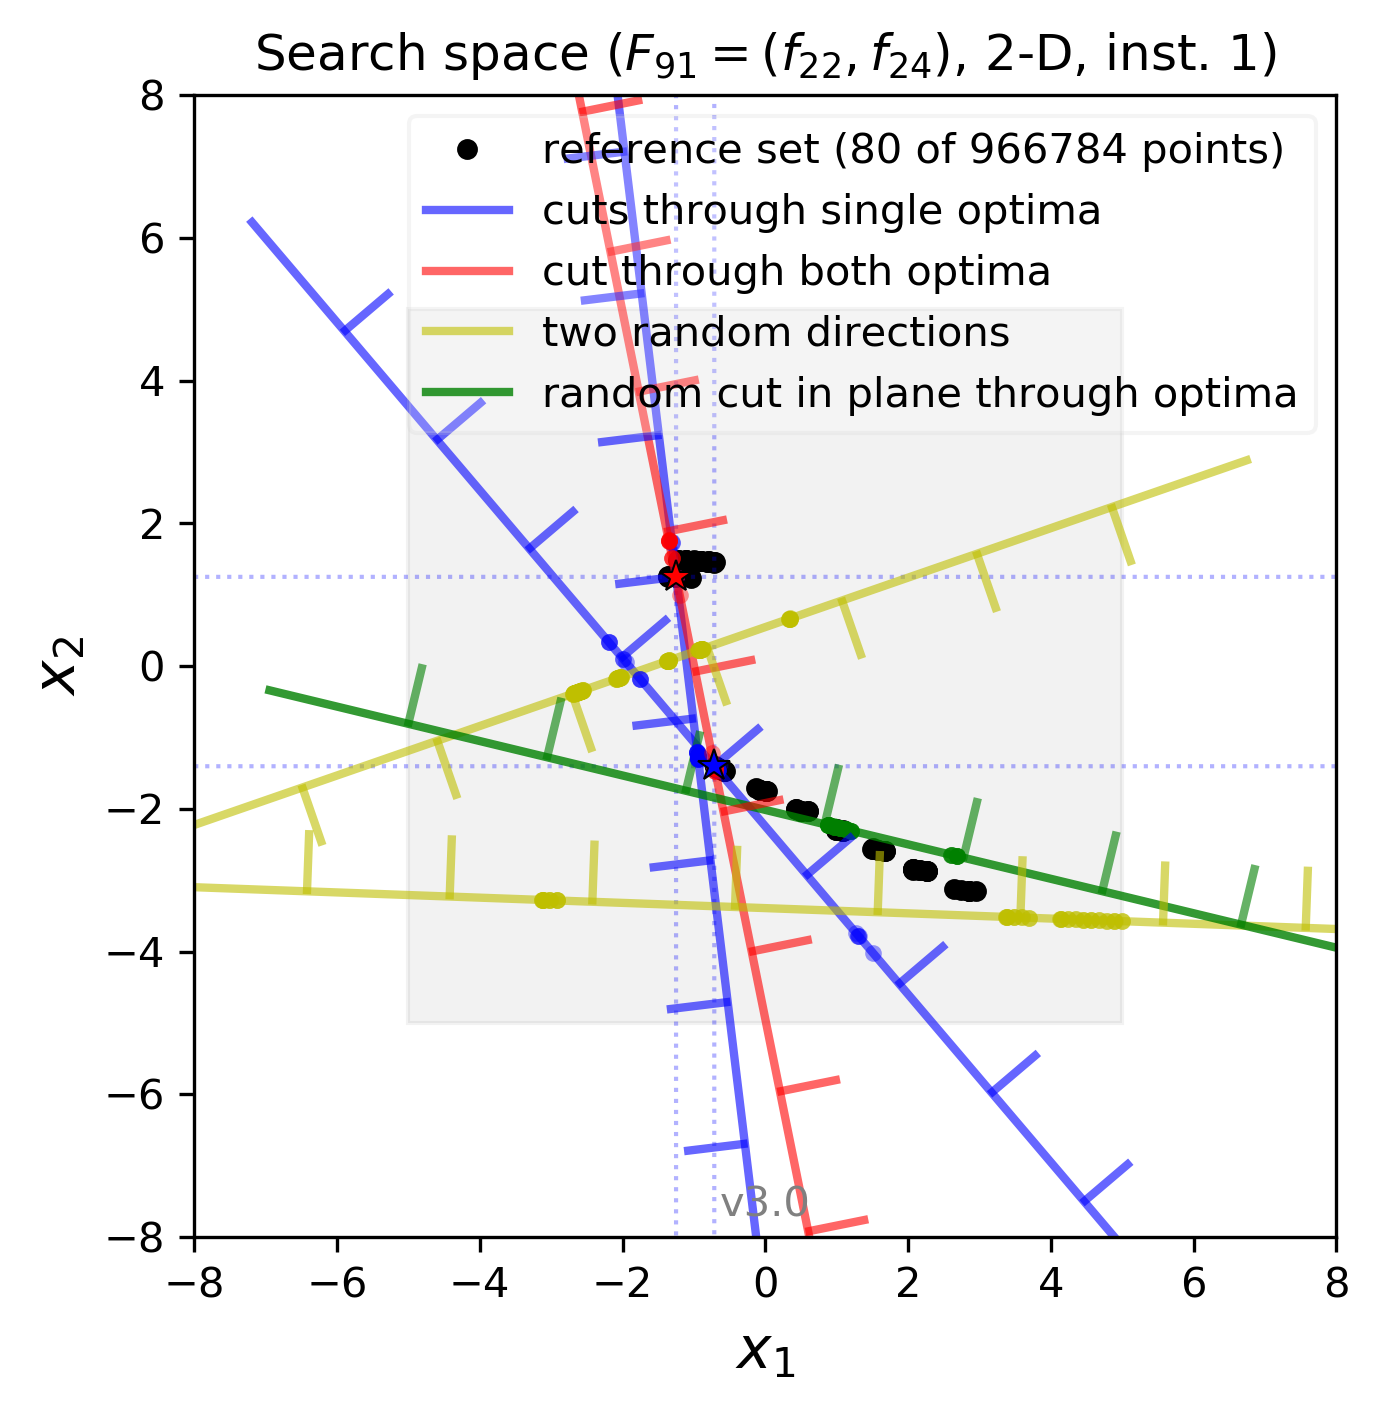 Search space (F₉₁ = (f₂₂, f₂₄), 2-D, inst. 1)
reference set (80 of 966784 points)
cuts through single optima
cut through both optima
two random directions
random cut in plane through optima
8
6
4
2
0
−2
−4
−6
−8
x₂
v3.0
−8 −6 −4 −2 0 2 4 6 8
x₁